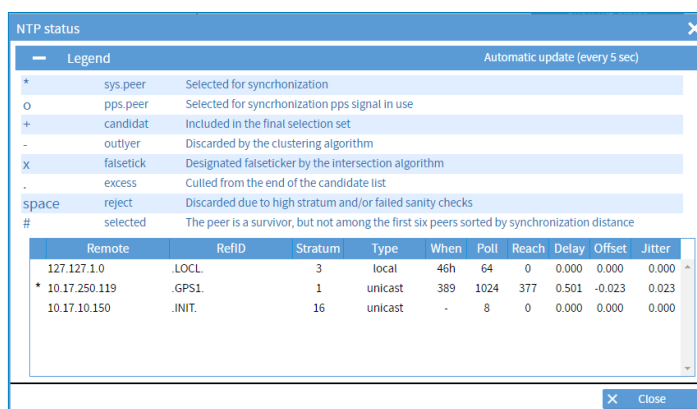 NTP status
Legend Automatic update (every 5 sec)
* sys.peer Selected for syncrhonization
o pps.peer Selected for syncrhonization pps signal in use
+ candidat Included in the final selection set
- outlyer Discarded by the clustering algorithm
x falsetick Designated falseticker by the intersection algorithm
. excess Culled from the end of the candidate list
space reject Discarded due to high stratum and/or failed sanity checks
# selected The peer is a survivor, but not among the first six peers sorted by synchronization distance
Remote RefID Stratum Type When Poll Reach Delay Offset Jitter
127.127.1.0 .LOCL. 3 local 46h 64 0 0.000 0.000 0.000
* 10.17.250.119 .GPS1. 1 unicast 389 1024 377 0.501 -0.023 0.023
10.17.10.150 .INIT. 16 unicast - 8 0 0.000 0.000 0.000
Close